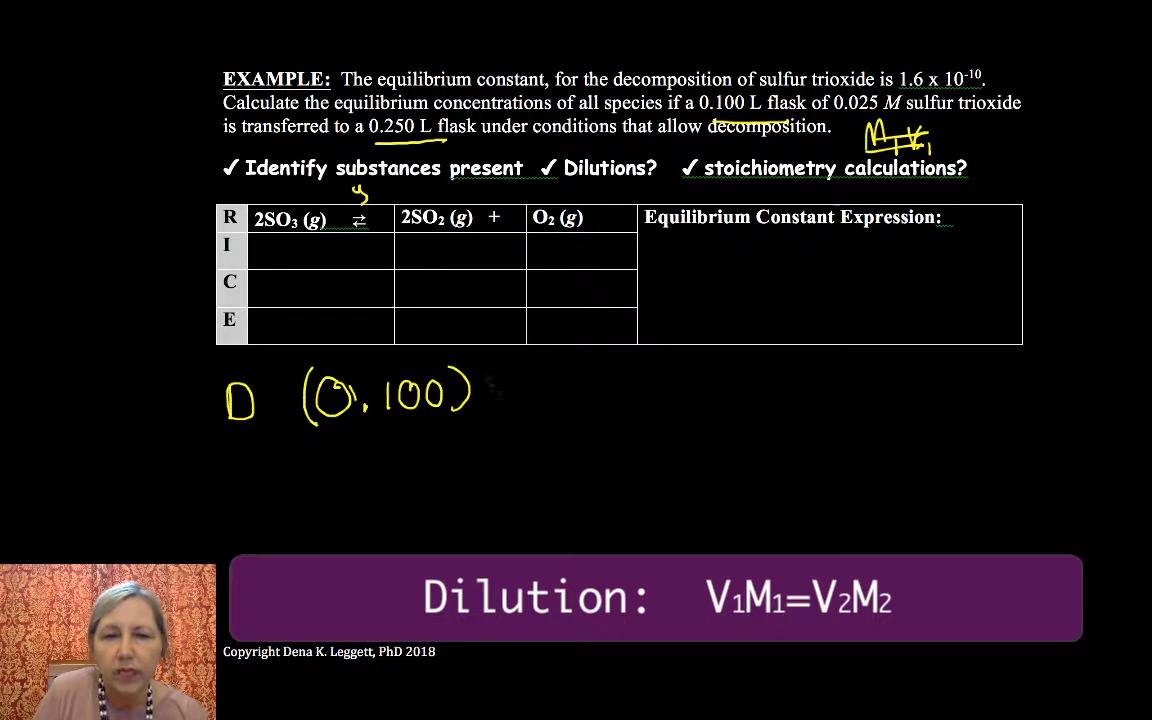 EXAMPLE: The equilibrium constant, for the decomposition of sulfur trioxide is 1.6 x 10⁻¹⁰.
Calculate the equilibrium concentrations of all species if a 0.100 L flask of 0.025 M sulfur trioxide
is transferred to a 0.250 L flask under conditions that allow decomposition.
M₁V₁
✓ Identify substances present ✓ Dilutions? ✓ stoichiometry calculations?
R 2SO₃ (g) ⇄ 2SO₂ (g) + O₂ (g) Equilibrium Constant Expression:
I
C
E
D (0.100)
Dilution: V₁M₁=V₂M₂
Copyright Dena K. Leggett, PhD 2018